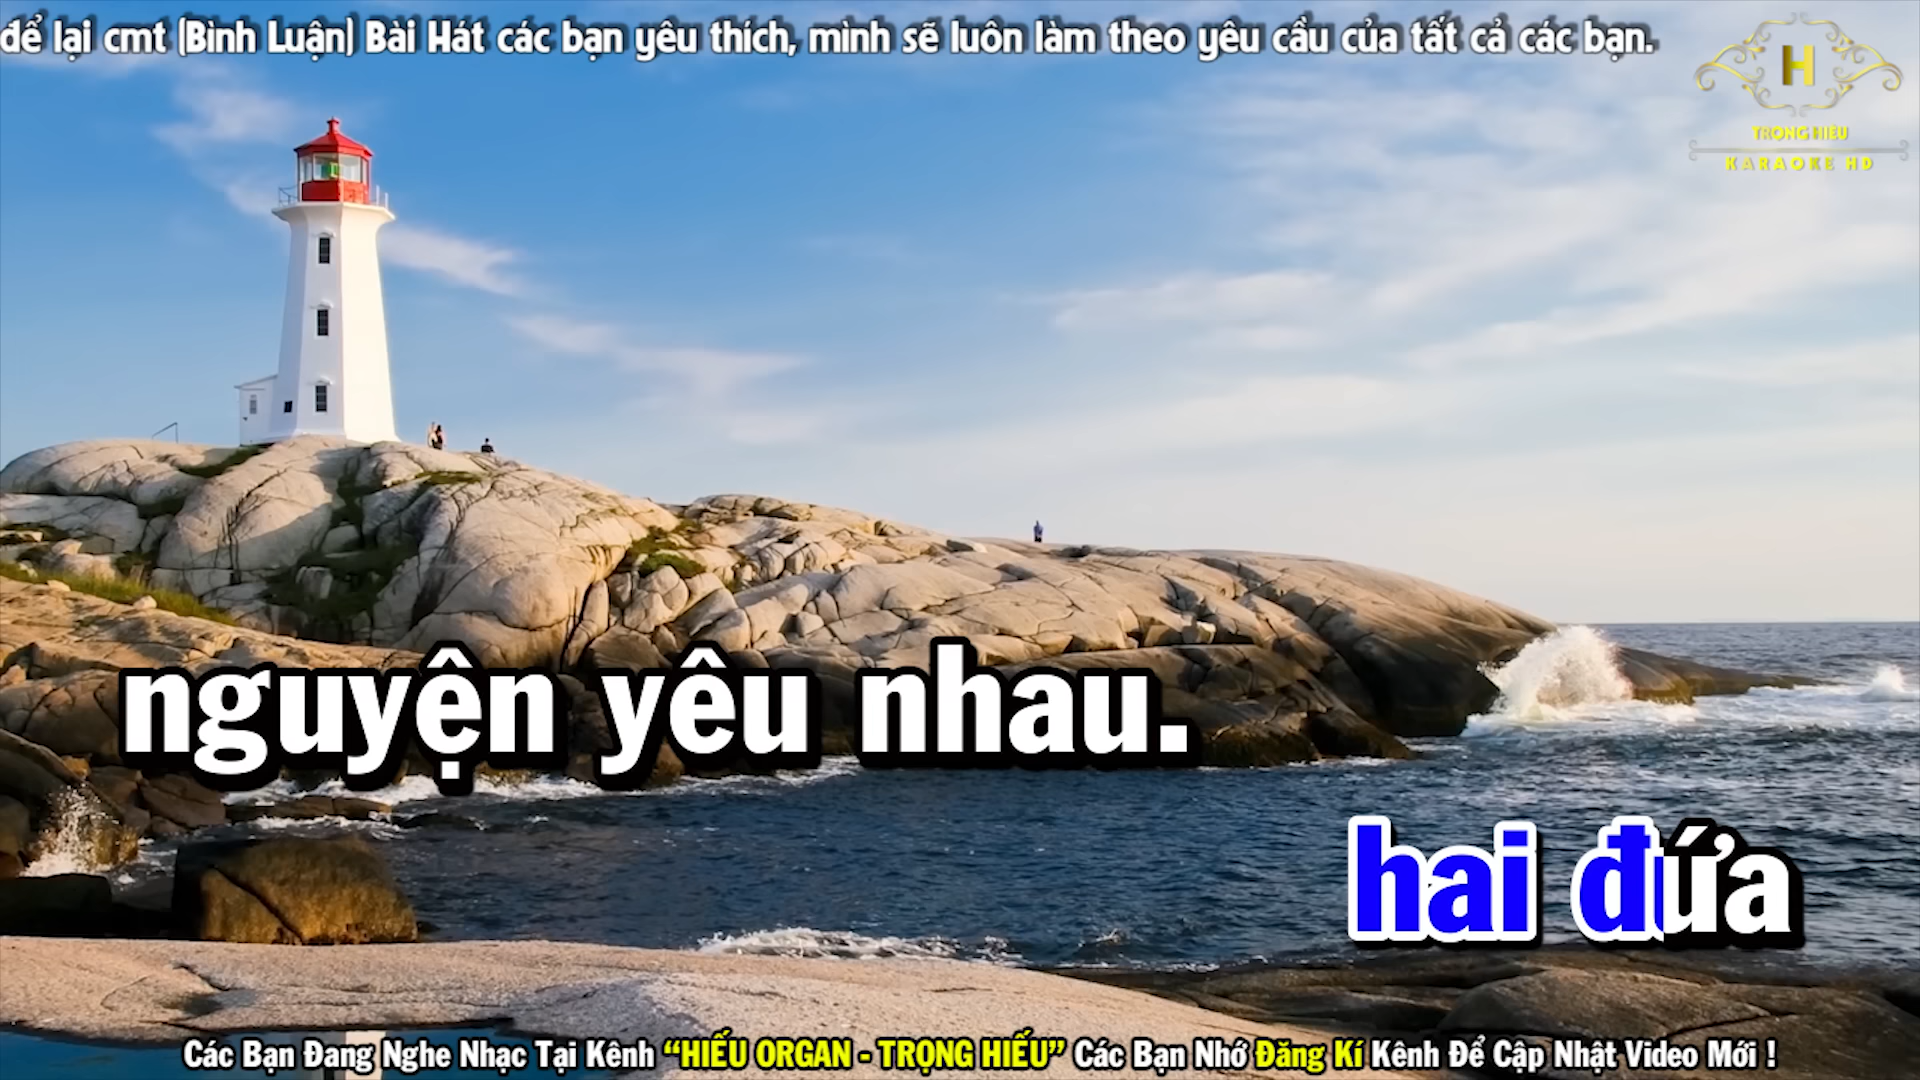 để lại cmt (Bình Luận) Bài Hát các bạn yêu thích, mình sẽ luôn làm theo yêu cầu của tất cả các bạn.
H
TRỌNG HIẾU
KARAOKE HD
nguyện yêu nhau.
hai đứa
Các Bạn Đang Nghe Nhạc Tại Kênh “HIẾU ORGAN - TRỌNG HIẾU” Các Bạn Nhớ Đăng Kí Kênh Để Cập Nhật Video Mới !